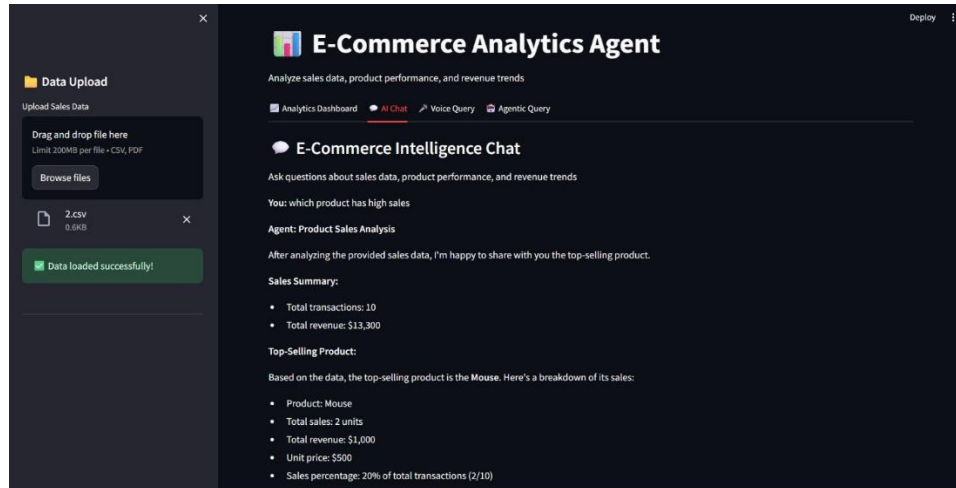 Deploy
Data Upload
Upload Sales Data
Drag and drop file here
Limit 200MB per file • CSV, PDF
Browse files
2.csv
0.6KB
Data loaded successfully!
E-Commerce Analytics Agent
Analyze sales data, product performance, and revenue trends
Analytics Dashboard AI Chat Voice Query Agentic Query
E-Commerce Intelligence Chat
Ask questions about sales data, product performance, and revenue trends
You: which product has high sales
Agent: Product Sales Analysis
After analyzing the provided sales data, I'm happy to share with you the top-selling product.
Sales Summary:
• Total transactions: 10
• Total revenue: $13,300
Top-Selling Product:
Based on the data, the top-selling product is the Mouse. Here's a breakdown of its sales:
• Product: Mouse
• Total sales: 2 units
• Total revenue: $1,000
• Unit price: $500
• Sales percentage: 20% of total transactions (2/10)